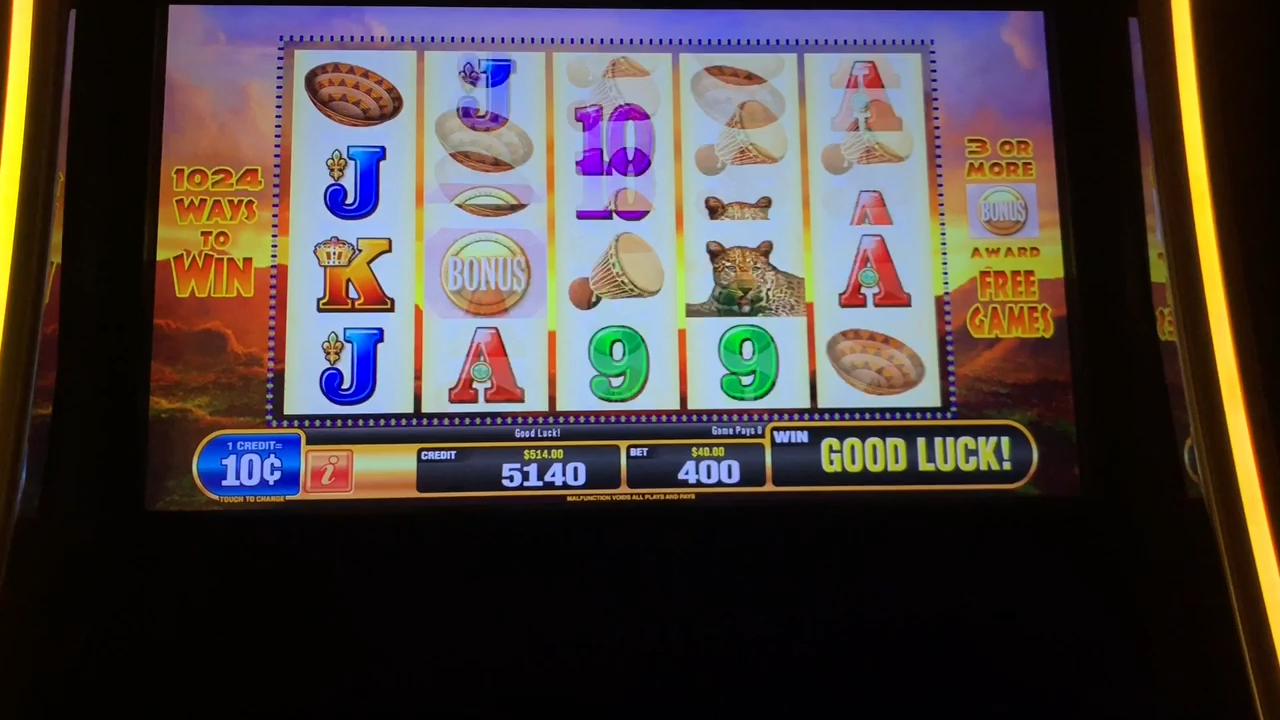 1024
WAYS
TO
WIN
J
J
K
J
J
BONUS
A
10
10
9
9
A
A
A
3 OR
MORE
BONUS
AWARD
FREE
GAMES
Good Luck!
Game Pays 0
1 CREDIT=
10¢
TOUCH TO CHANGE
i
CREDIT
$514.00
5140
BET
$40.00
400
WIN
GOOD LUCK!
MALFUNCTION VOIDS ALL PLAYS AND PAYS